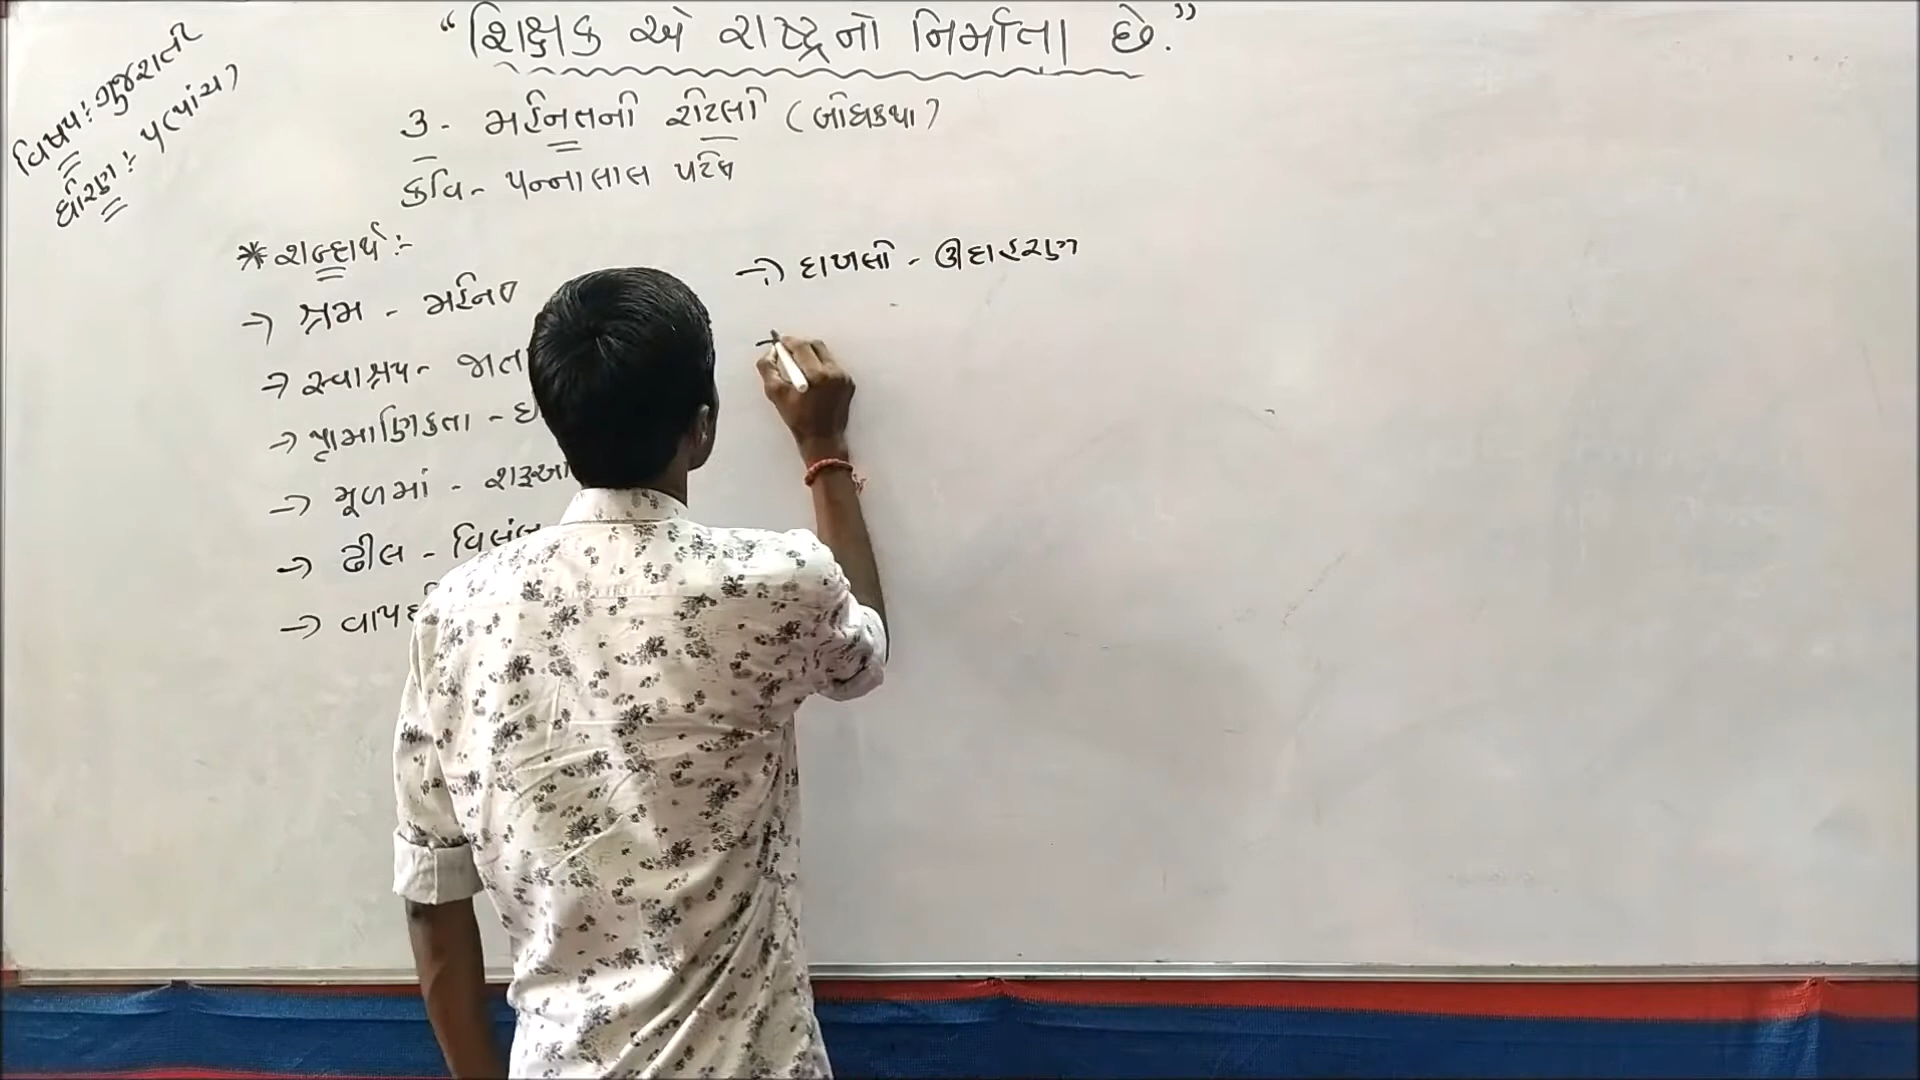 “શિક્ષક એ રાષ્ટ્રનો નિર્માતા છે.”
વિષય:- ગુજરાતી
ધોરણ:- ૫ (પાંચ)
૩. મહેનતનો રોટલો (બોધકથા)
કવિ - પન્નાલાલ પટેલ
* શબ્દાર્થ :-
→ શ્રમ - મહેનત
→ સ્વાશ્રય - જાત
→ પ્રામાણિકતા -
→ મૂળમાં - શરૂઆ
→ ઢીલ - વિલંબ
→
→ દાખલો - ઉદાહરણ